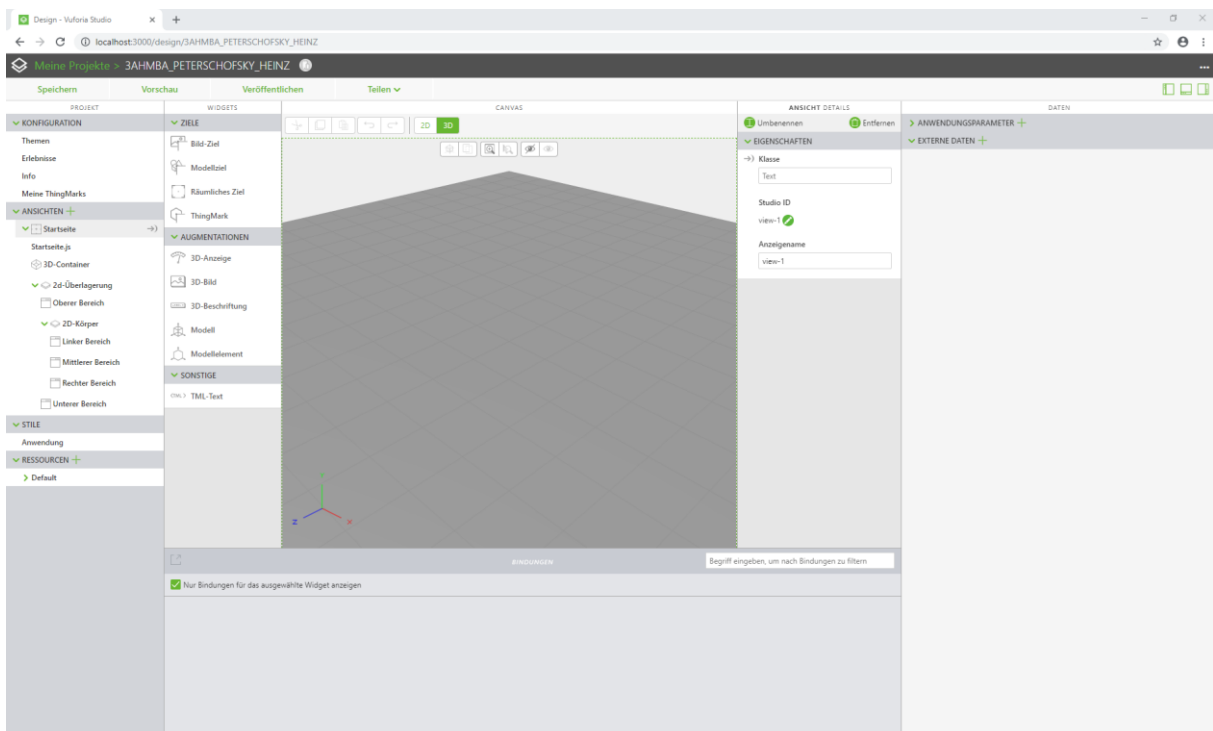 Design - Vuforia Studio
localhost:3000/design/3AHMBA_PETERSCHOFSKY_HEINZ
Meine Projekte > 3AHMBA_PETERSCHOFSKY_HEINZ
Speichern Vorschau Veröffentlichen Teilen
PROJEKT
KONFIGURATION
Themen
Erlebnisse
Info
Meine ThingMarks
ANSICHTEN
Startseite
Startseite.js
3D-Container
2d-Überlagerung
Oberer Bereich
2D-Körper
Linker Bereich
Mittlerer Bereich
Rechter Bereich
Unterer Bereich
STILE
Anwendung
RESSOURCEN
Default
WIDGETS
ZIELE
Bild-Ziel
Modellziel
Räumliches Ziel
ThingMark
AUGMENTATIONEN
3D-Anzeige
3D-Bild
3D-Beschriftung
Modell
Modellelement
SONSTIGE
TML-Text
CANVAS
2D 3D
z x
ANSICHT DETAILS
Umbenennen Entfernen
EIGENSCHAFTEN
Klasse
Text
Studio ID
view-1
Anzeigename
view-1
DATEN
ANWENDUNGSPARAMETER
EXTERNE DATEN
BINDUNGEN
Begriff eingeben, um nach Bindungen zu filtern
Nur Bindungen für das ausgewählte Widget anzeigen